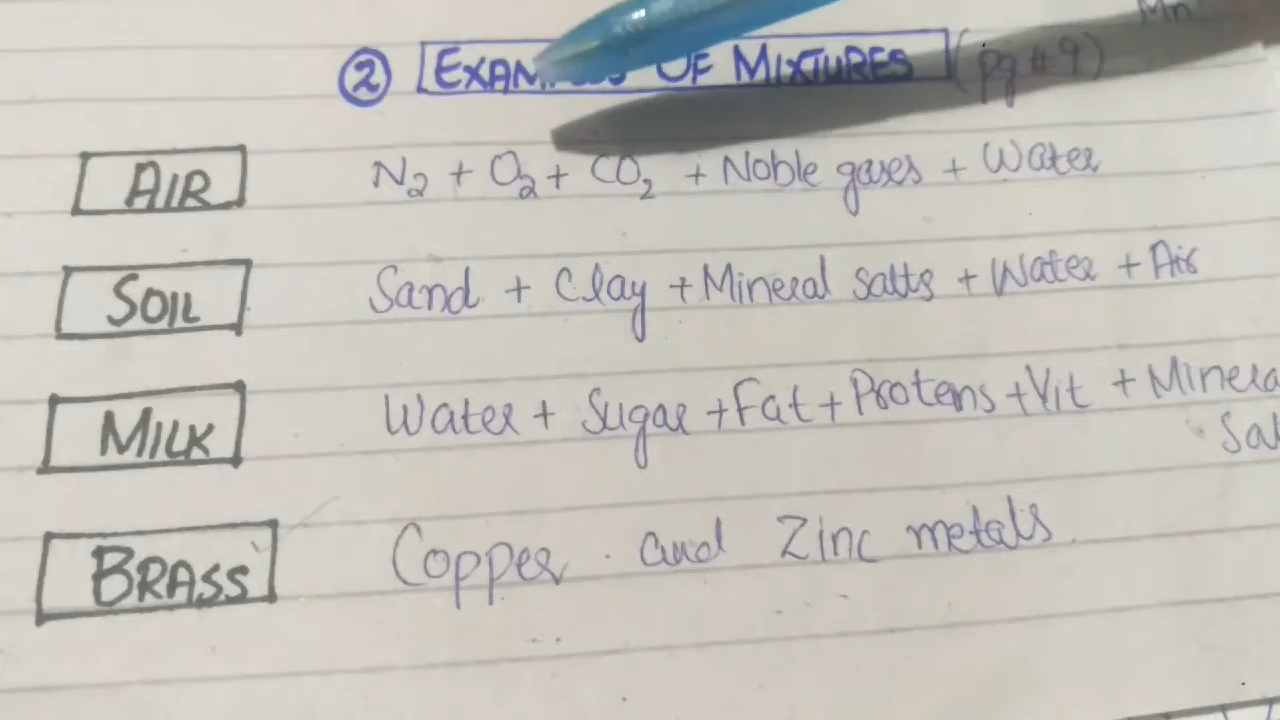 Mn
② EXAM S OF MIXTURES (pg # 9)
AIR N₂ + O₂ + CO₂ + Noble gases + Water
SOIL Sand + Clay + Mineral salts + Water + Air
MILK Water + Sugar + Fat + Protens + Vit + Minera
Sal
BRASS Copper and Zinc metals.